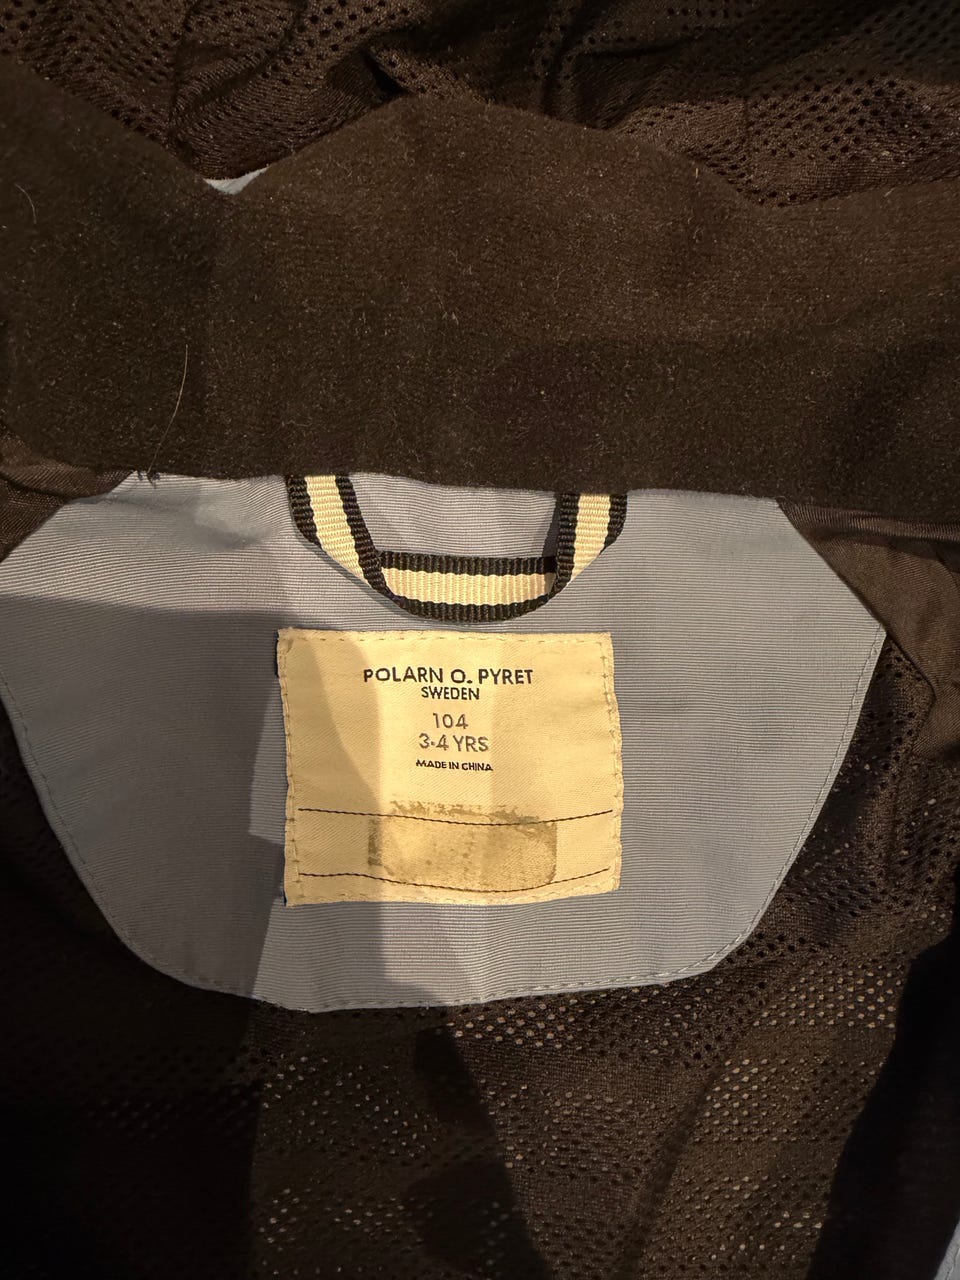 POLARN O. PYRET
SWEDEN
104
3-4 YRS
MADE IN CHINA